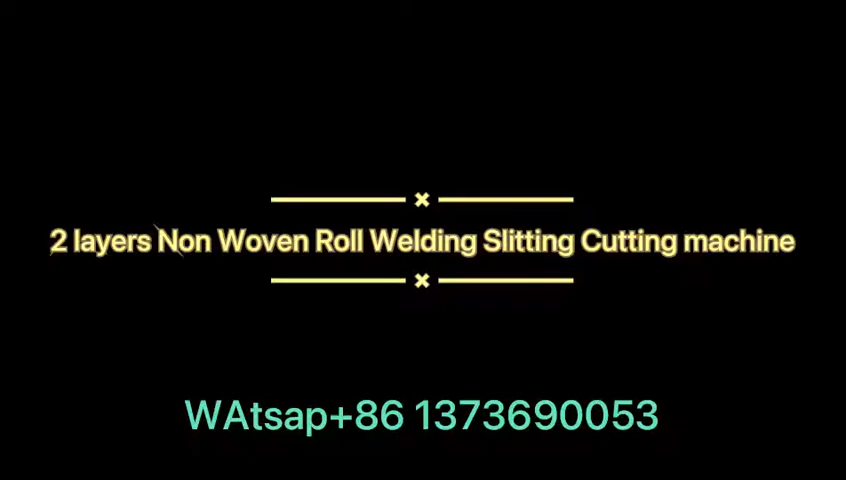 2 layers Non Woven Roll Welding Slitting Cutting machine
WAtsap+86 1373690053